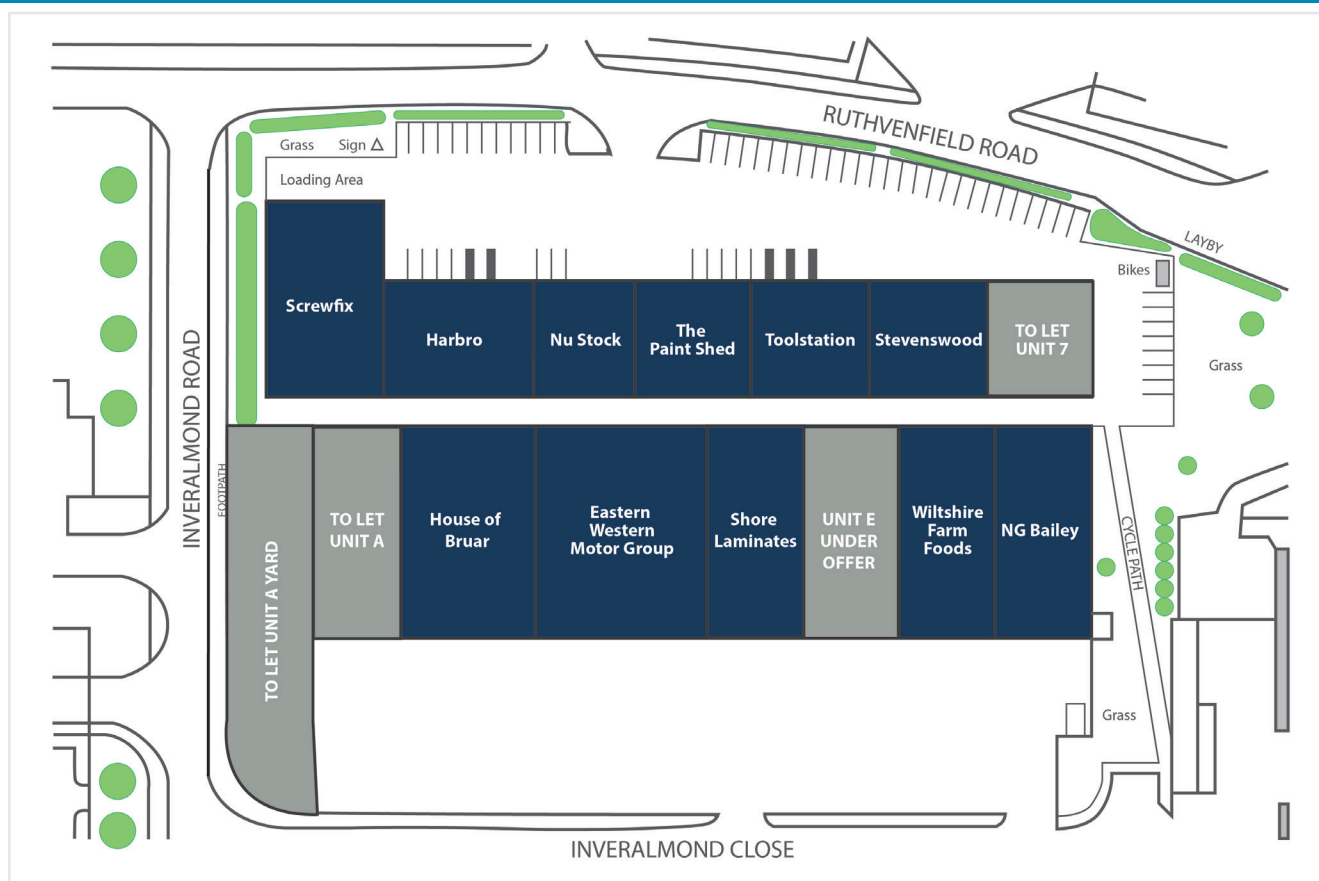 RUTHVENFIELD ROAD
Grass
Sign
Loading Area
LAYBY
Bikes
Grass
Screwfix
Harbro
Nu Stock
The
Paint Shed
Toolstation
Stevenswood
TO LET
UNIT 7
INVERALMOND ROAD
FOOTPATH
TO LET UNIT A YARD
TO LET
UNIT A
House of
Bruar
Eastern
Western
Motor Group
Shore
Laminates
UNIT E
UNDER
OFFER
Wiltshire
Farm
Foods
NG Bailey
CYCLE PATH
Grass
INVERALMOND CLOSE